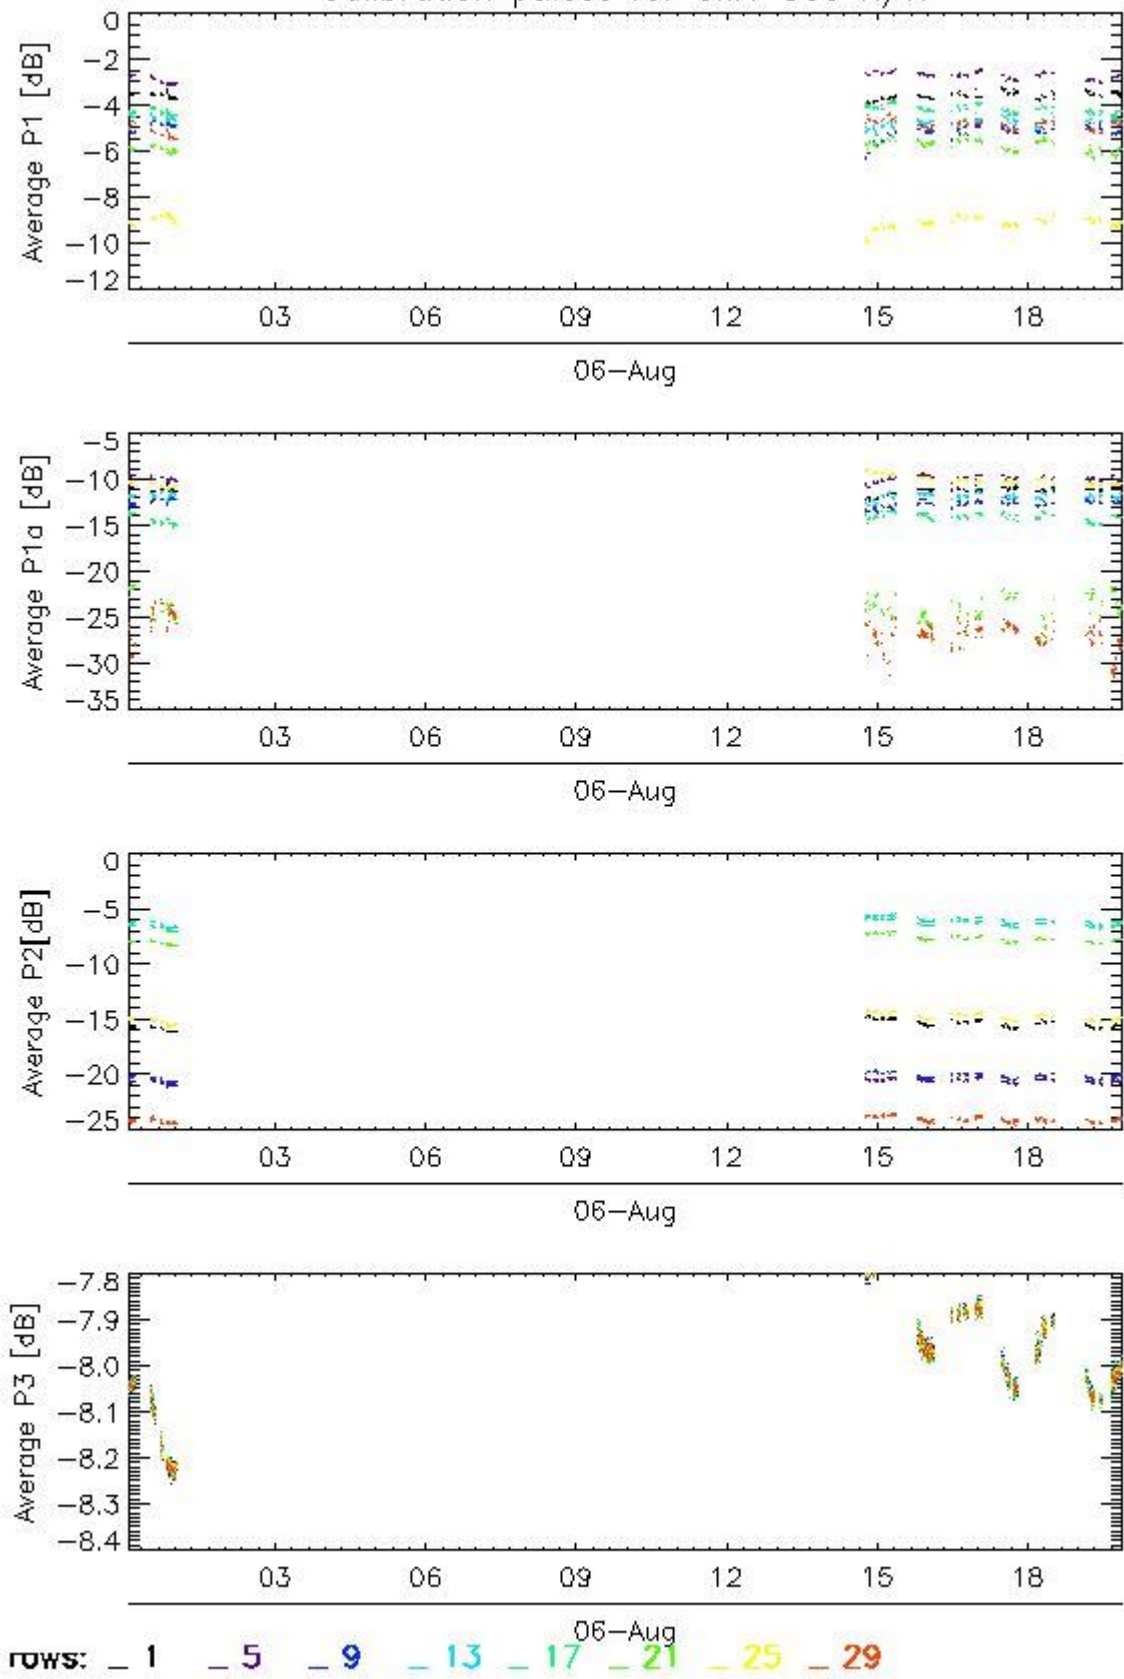 0
−2
−4
−6
−8
−10
−12
Average P1 [dB]
03 06 09 12 15 18
06−Aug
−5
−10
−15
−20
−25
−30
−35
Average P1a [dB]
03 06 09 12 15 18
06−Aug
0
−5
−10
−15
−20
−25
Average P2[dB]
03 06 09 12 15 18
06−Aug
−7.8
−7.9
−8.0
−8.1
−8.2
−8.3
−8.4
Average P3 [dB]
03 06 09 12 15 18
06−Aug
rows: _ 1 _ 5 _ 9 _ 13 _ 17 _ 21 _ 25 _ 29